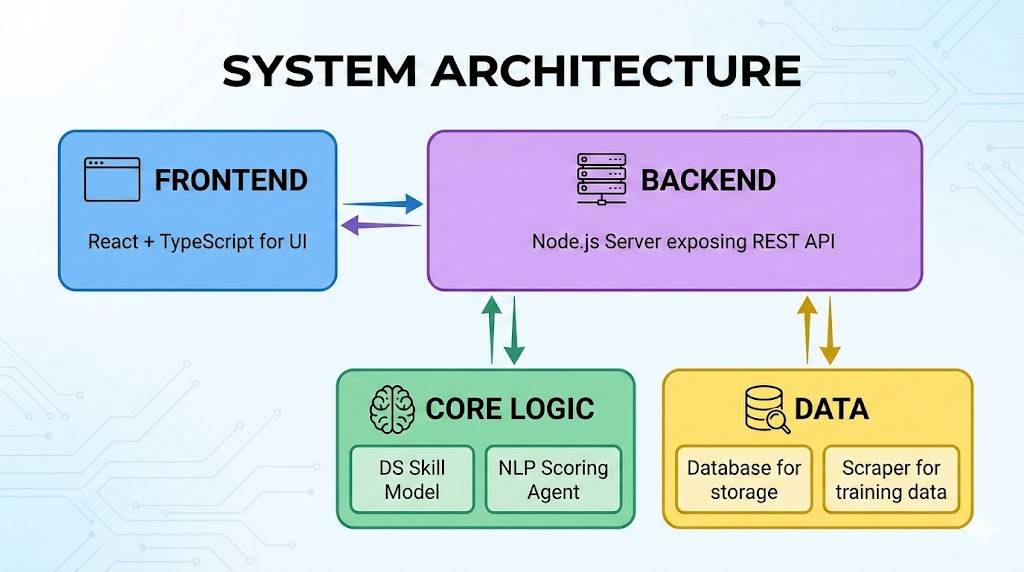 SYSTEM ARCHITECTURE
FRONTEND
React + TypeScript for UI
BACKEND
Node.js Server exposing REST API
CORE LOGIC
DS Skill
Model
NLP Scoring
Agent
DATA
Database for
storage
Scraper for
training data